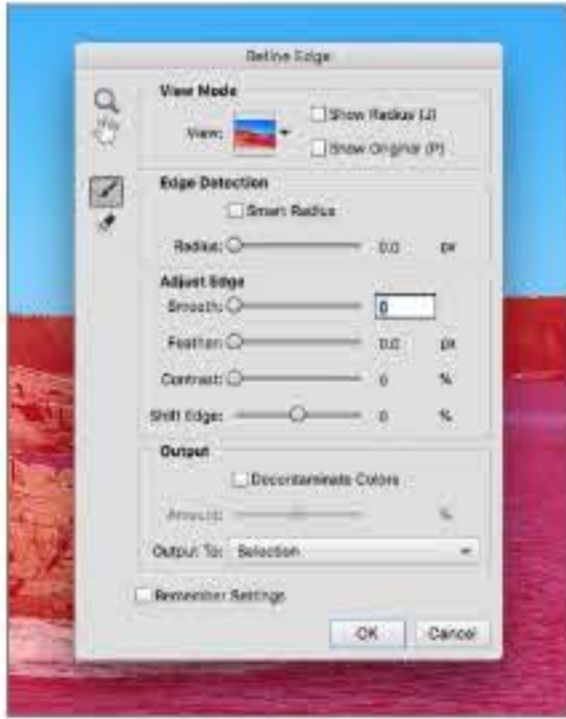 Refine Edge
View Mode
View:
Show Radius (J)
Show Original (P)
Edge Detection
Smart Radius
Radius: 0.0 px
Adjust Edge
Smooth: 0
Feather: 0.0 px
Contrast: 0 %
Shift Edge: 0 %
Output
Decontaminate Colors
Amount: %
Output To: Selection
Remember Settings
OK Cancel